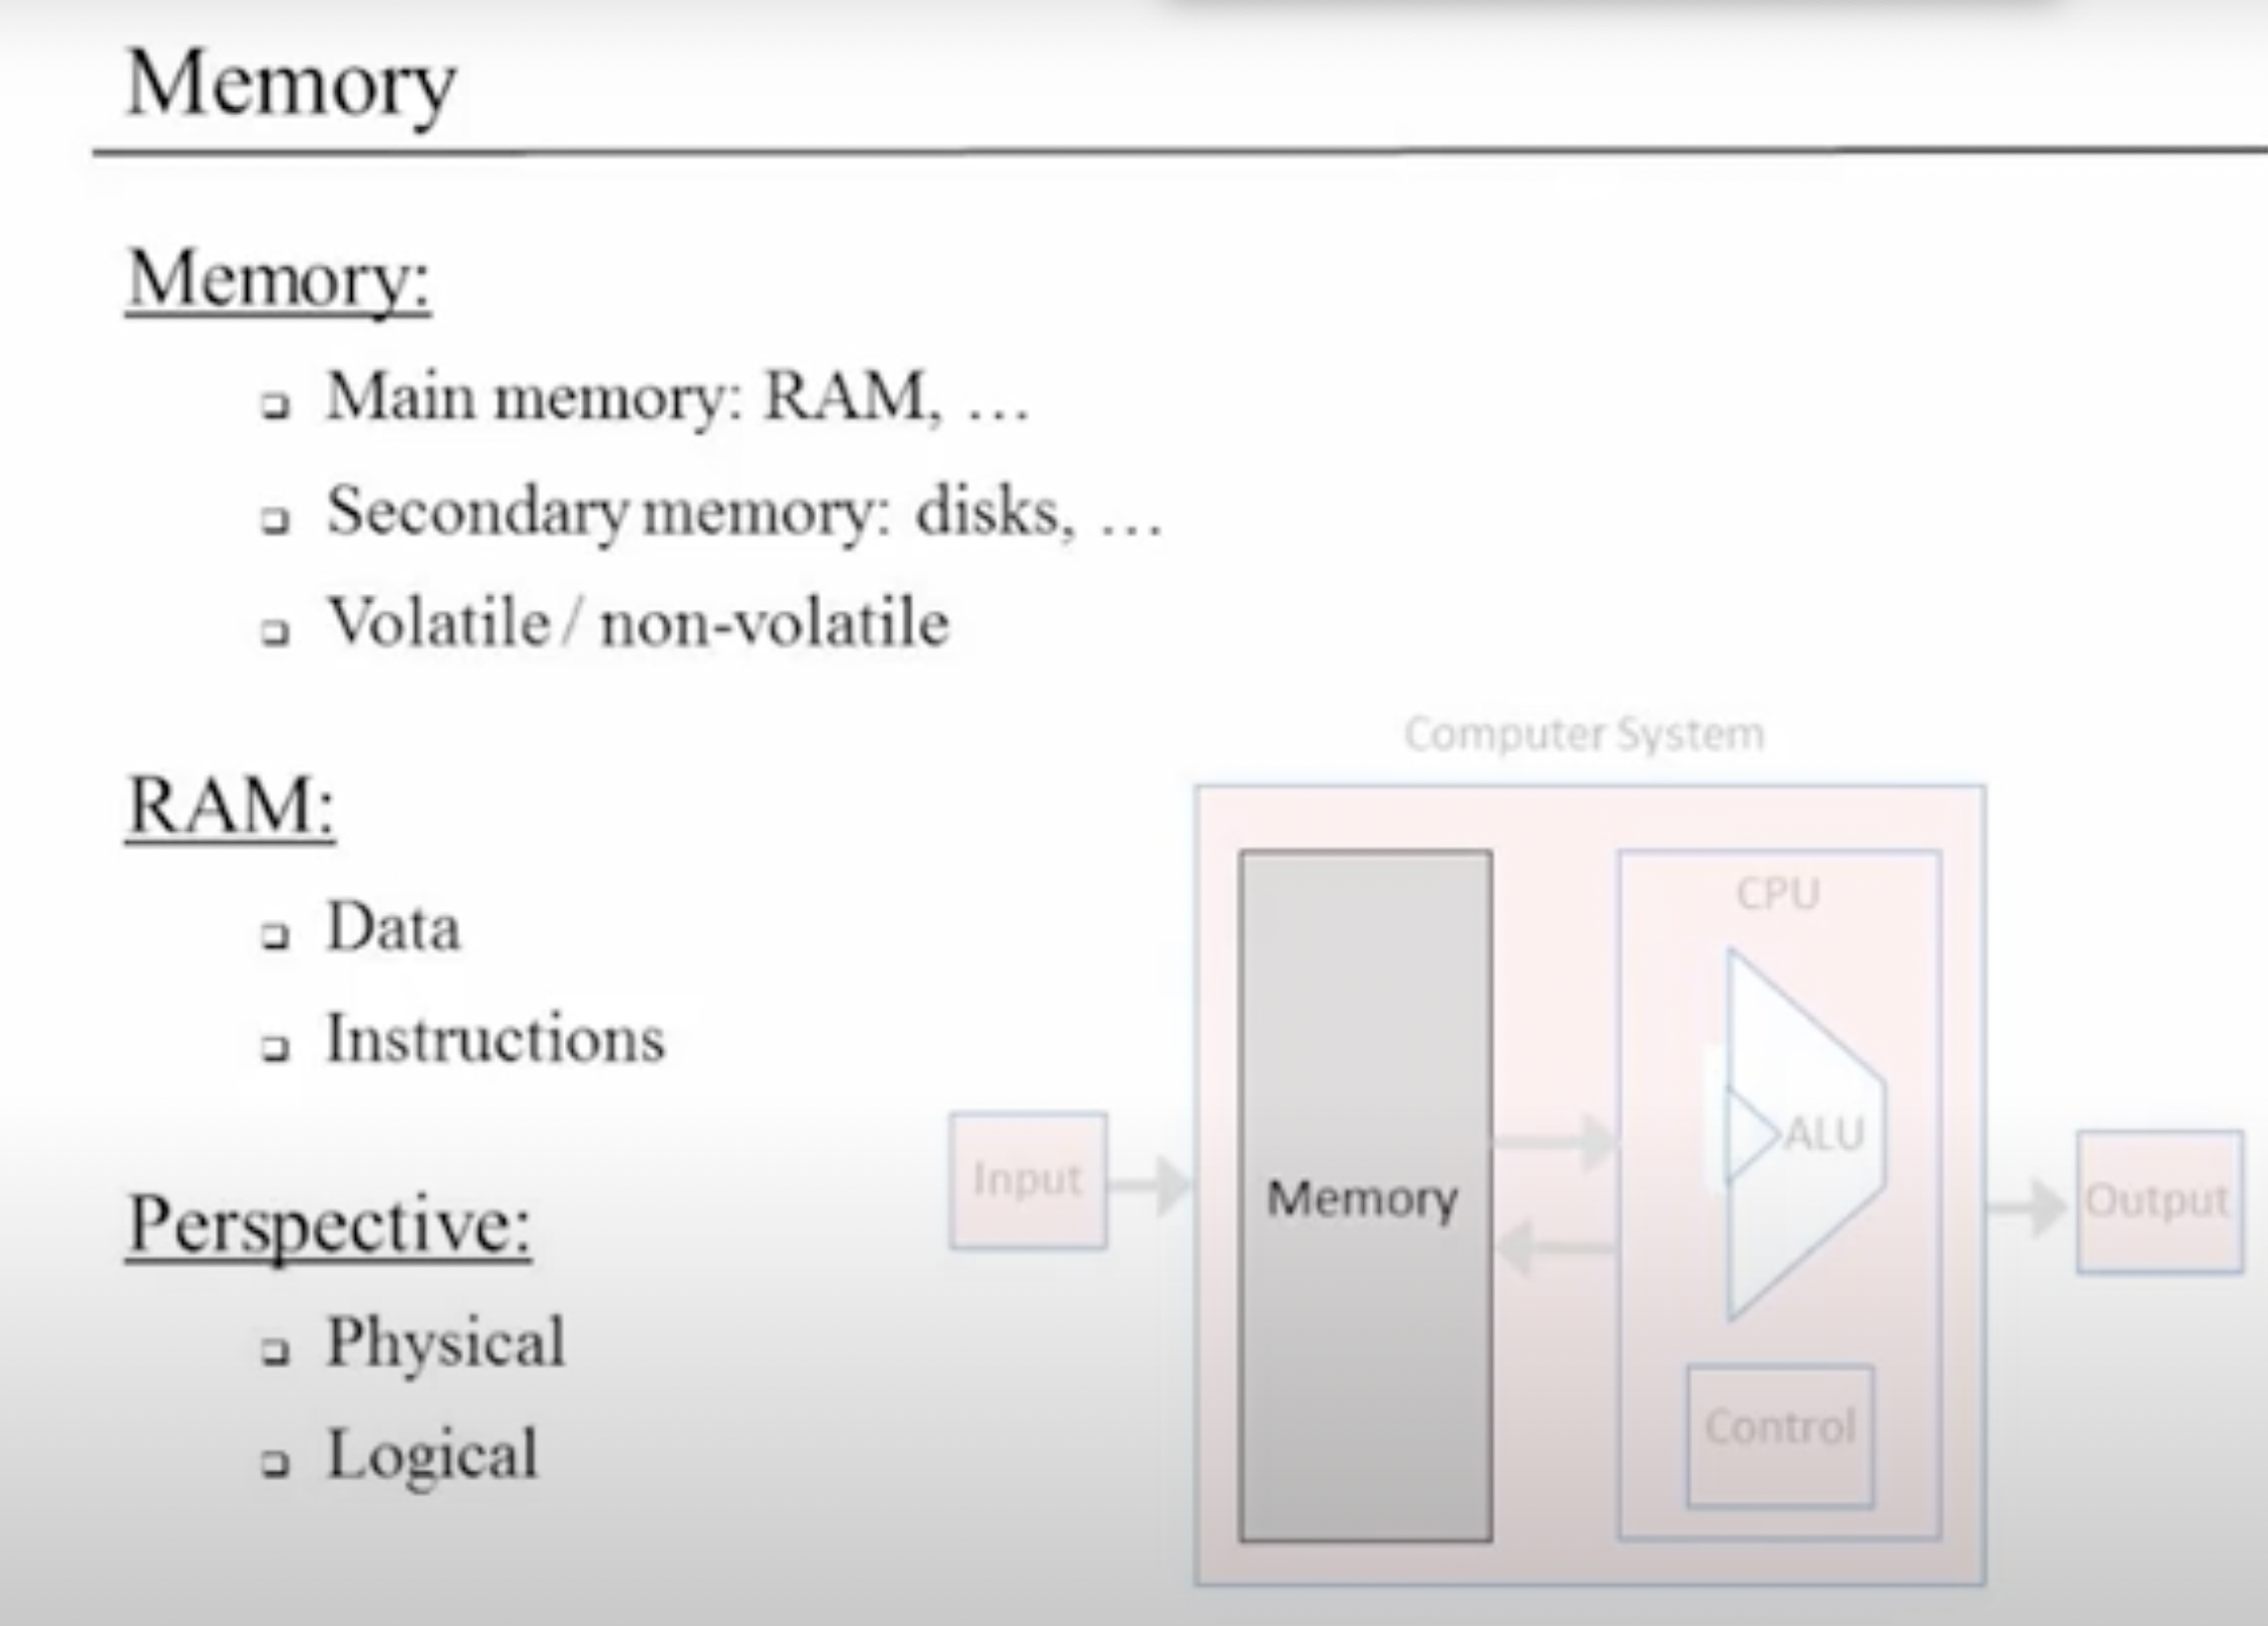 Memory
Memory:
Main memory: RAM, …
Secondary memory: disks, …
Volatile / non-volatile
RAM:
Data
Instructions
Perspective:
Physical
Logical
Computer System
Input
Memory
CPU
ALU
Control
Output